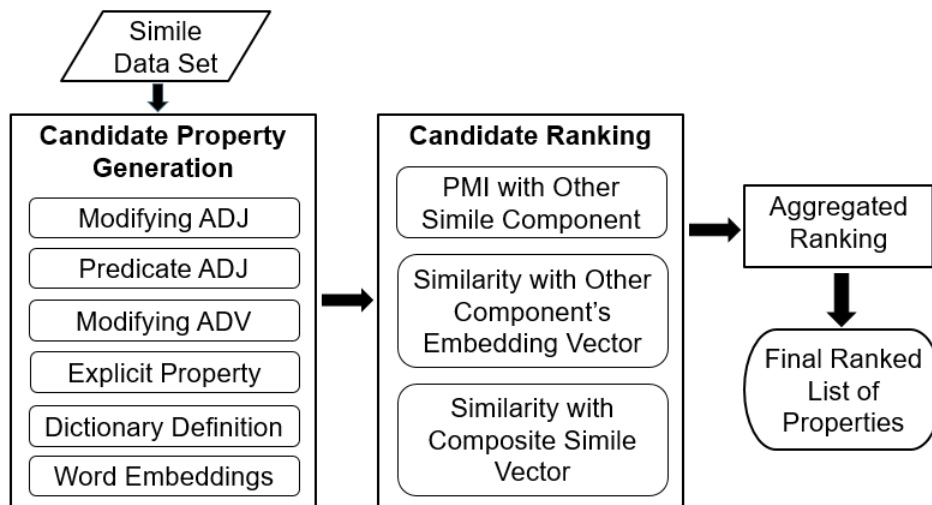 Simile
Data Set
Candidate Property
Generation
Modifying ADJ
Predicate ADJ
Modifying ADV
Explicit Property
Dictionary Definition
Word Embeddings
Candidate Ranking
PMI with Other
Simile Component
Similarity with Other
Component's
Embedding Vector
Similarity with
Composite Simile
Vector
Aggregated
Ranking
Final Ranked
List of
Properties